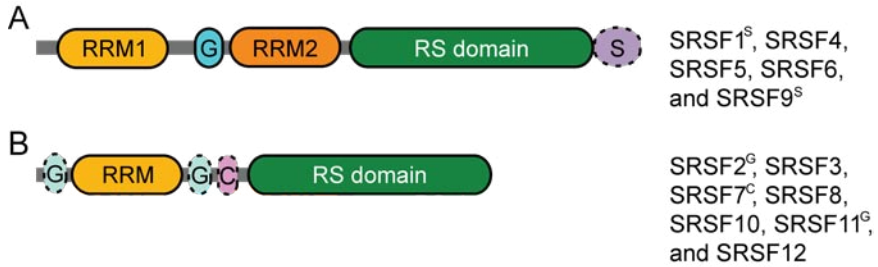 A
RRM1 G RRM2 RS domain S
SRSF1ˢ, SRSF4,
SRSF5, SRSF6,
and SRSF9ˢ
B
G RRM G C RS domain
SRSF2ᴳ, SRSF3,
SRSF7ᶜ, SRSF8,
SRSF10, SRSF11ᴳ,
and SRSF12